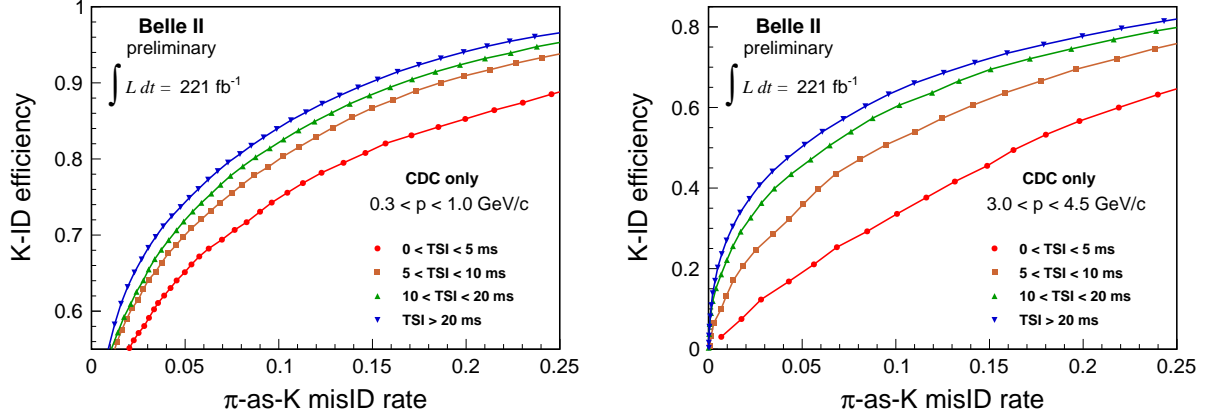 Belle II
preliminary
∫ L dt = 221 fb⁻¹
K-ID efficiency
1
0.9
0.8
0.7
0.6
CDC only
0.3 < p < 1.0 GeV/c
0 < TSI < 5 ms
5 < TSI < 10 ms
10 < TSI < 20 ms
TSI > 20 ms
0 0.05 0.1 0.15 0.2 0.25
π-as-K misID rate
Belle II
preliminary
∫ L dt = 221 fb⁻¹
K-ID efficiency
0.8
0.6
0.4
0.2
0
CDC only
3.0 < p < 4.5 GeV/c
0 < TSI < 5 ms
5 < TSI < 10 ms
10 < TSI < 20 ms
TSI > 20 ms
0 0.05 0.1 0.15 0.2 0.25
π-as-K misID rate